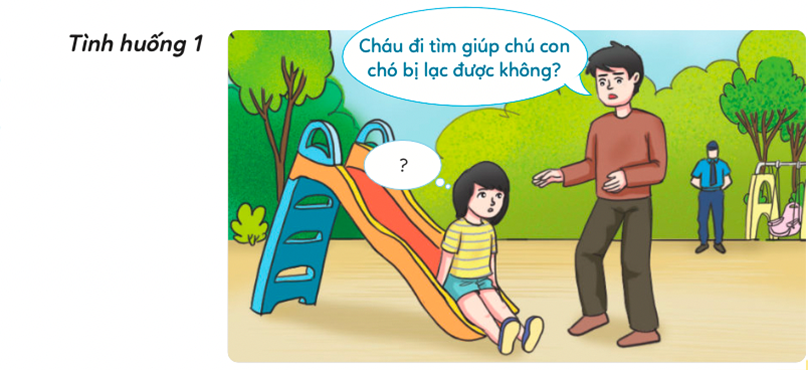 Tình huống 1
Cháu đi tìm giúp chú con
chó bị lạc được không?
?